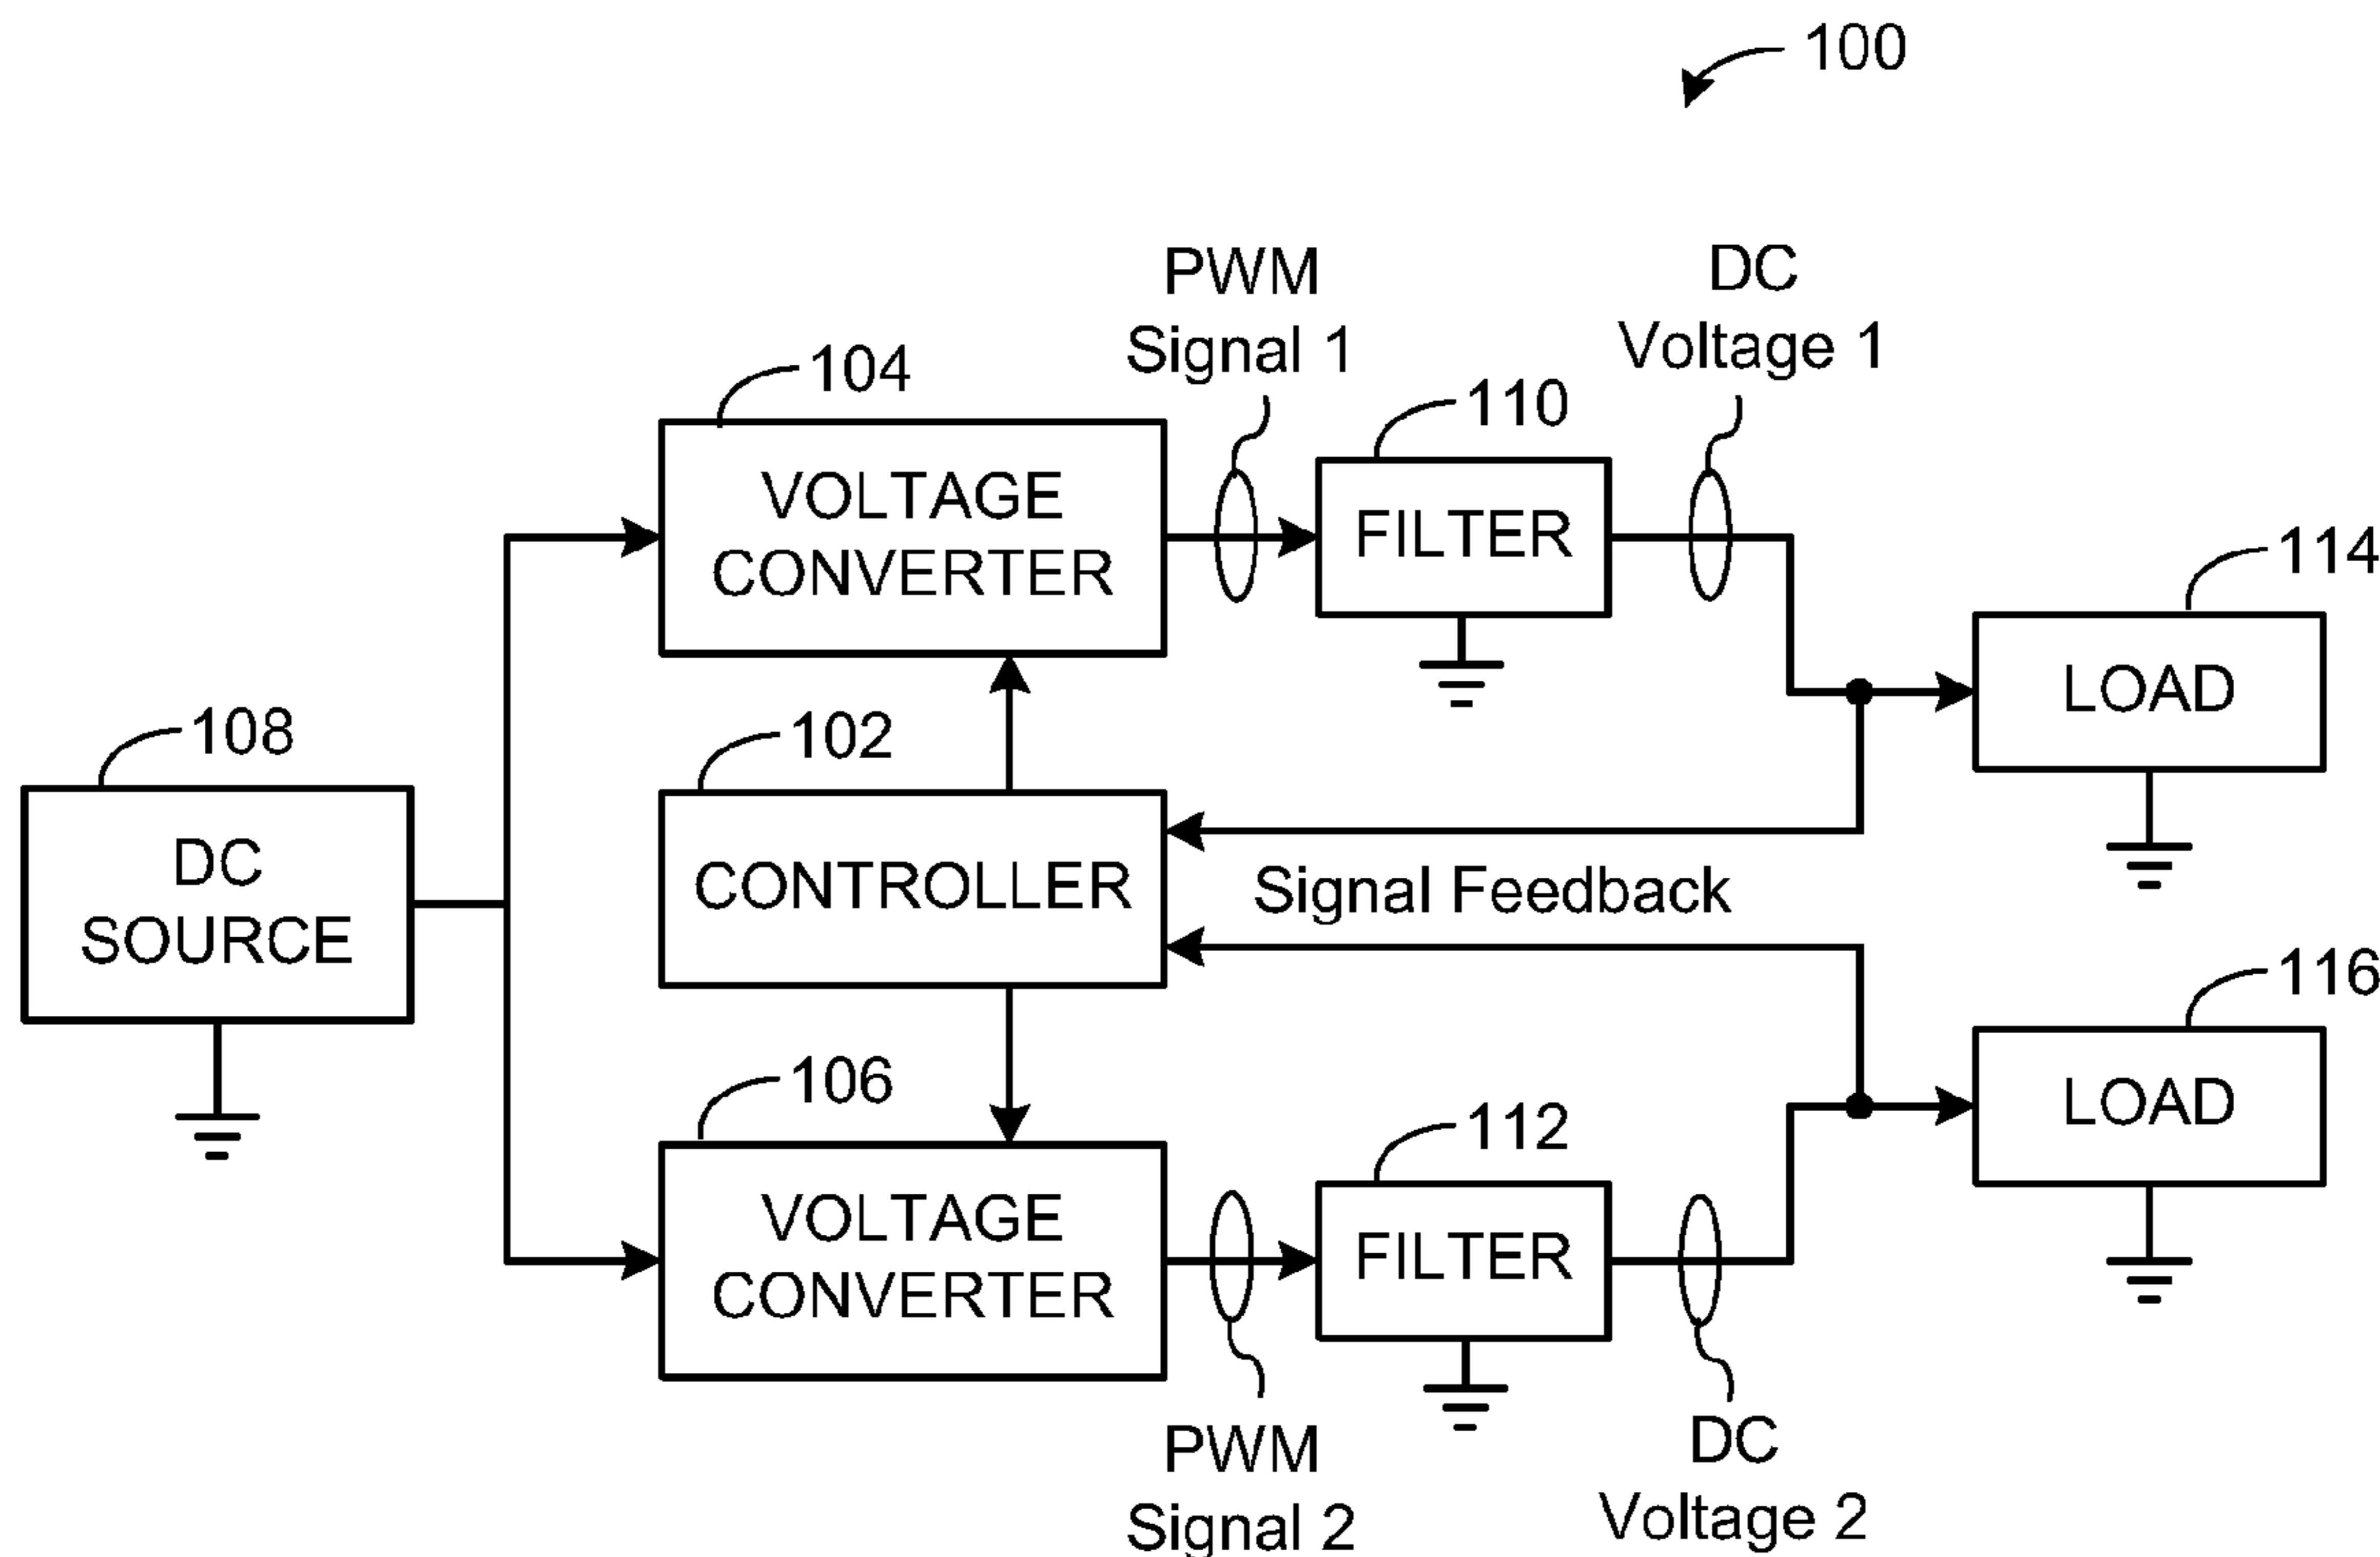 100
PWM
Signal 1
DC
Voltage 1
104
110
VOLTAGE
CONVERTER
FILTER
114
LOAD
108
102
DC
SOURCE
CONTROLLER
Signal Feedback
116
LOAD
106
112
VOLTAGE
CONVERTER
FILTER
PWM
Signal 2
DC
Voltage 2